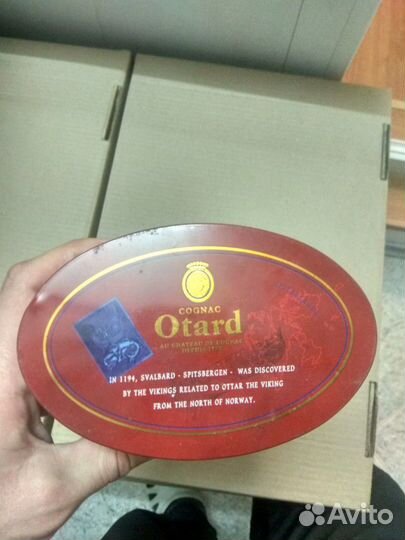 COGNAC
Otard
AU CHATEAU DE COGNAC
IN 1194, SVALBARD - SPITSBERGEN - WAS DISCOVERED
BY THE VIKINGS RELATED TO OTTAR THE VIKING
FROM THE NORTH OF NORWAY.
Avito